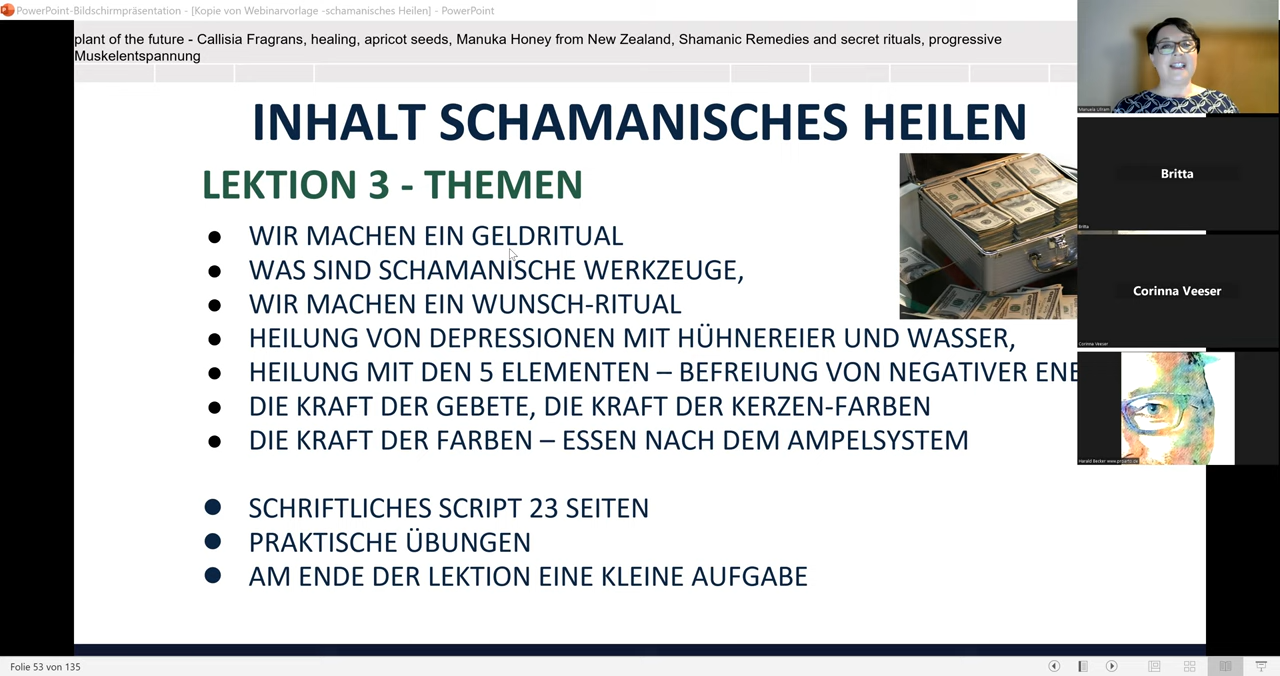 PowerPoint-Bildschirmpräsentation - [Kopie von Webinarvorlage -schamanisches Heilen] - PowerPoint
plant of the future - Callisia Fragrans, healing, apricot seeds, Manuka Honey from New Zealand, Shamanic Remedies and secret rituals, progressive
Muskelentspannung
INHALT SCHAMANISCHES HEILEN
LEKTION 3 - THEMEN
● WIR MACHEN EIN GELDRITUAL
● WAS SIND SCHAMANISCHE WERKZEUGE,
● WIR MACHEN EIN WUNSCH-RITUAL
● HEILUNG VON DEPRESSIONEN MIT HÜHNEREIER UND WASSER,
● HEILUNG MIT DEN 5 ELEMENTEN – BEFREIUNG VON NEGATIVER ENE
● DIE KRAFT DER GEBETE, DIE KRAFT DER KERZEN-FARBEN
● DIE KRAFT DER FARBEN – ESSEN NACH DEM AMPELSYSTEM
● SCHRIFTLICHES SCRIPT 23 SEITEN
● PRAKTISCHE ÜBUNGEN
● AM ENDE DER LEKTION EINE KLEINE AUFGABE
Britta
Britta
Corinna Veeser
Corinna Veeser
Folie 53 von 135